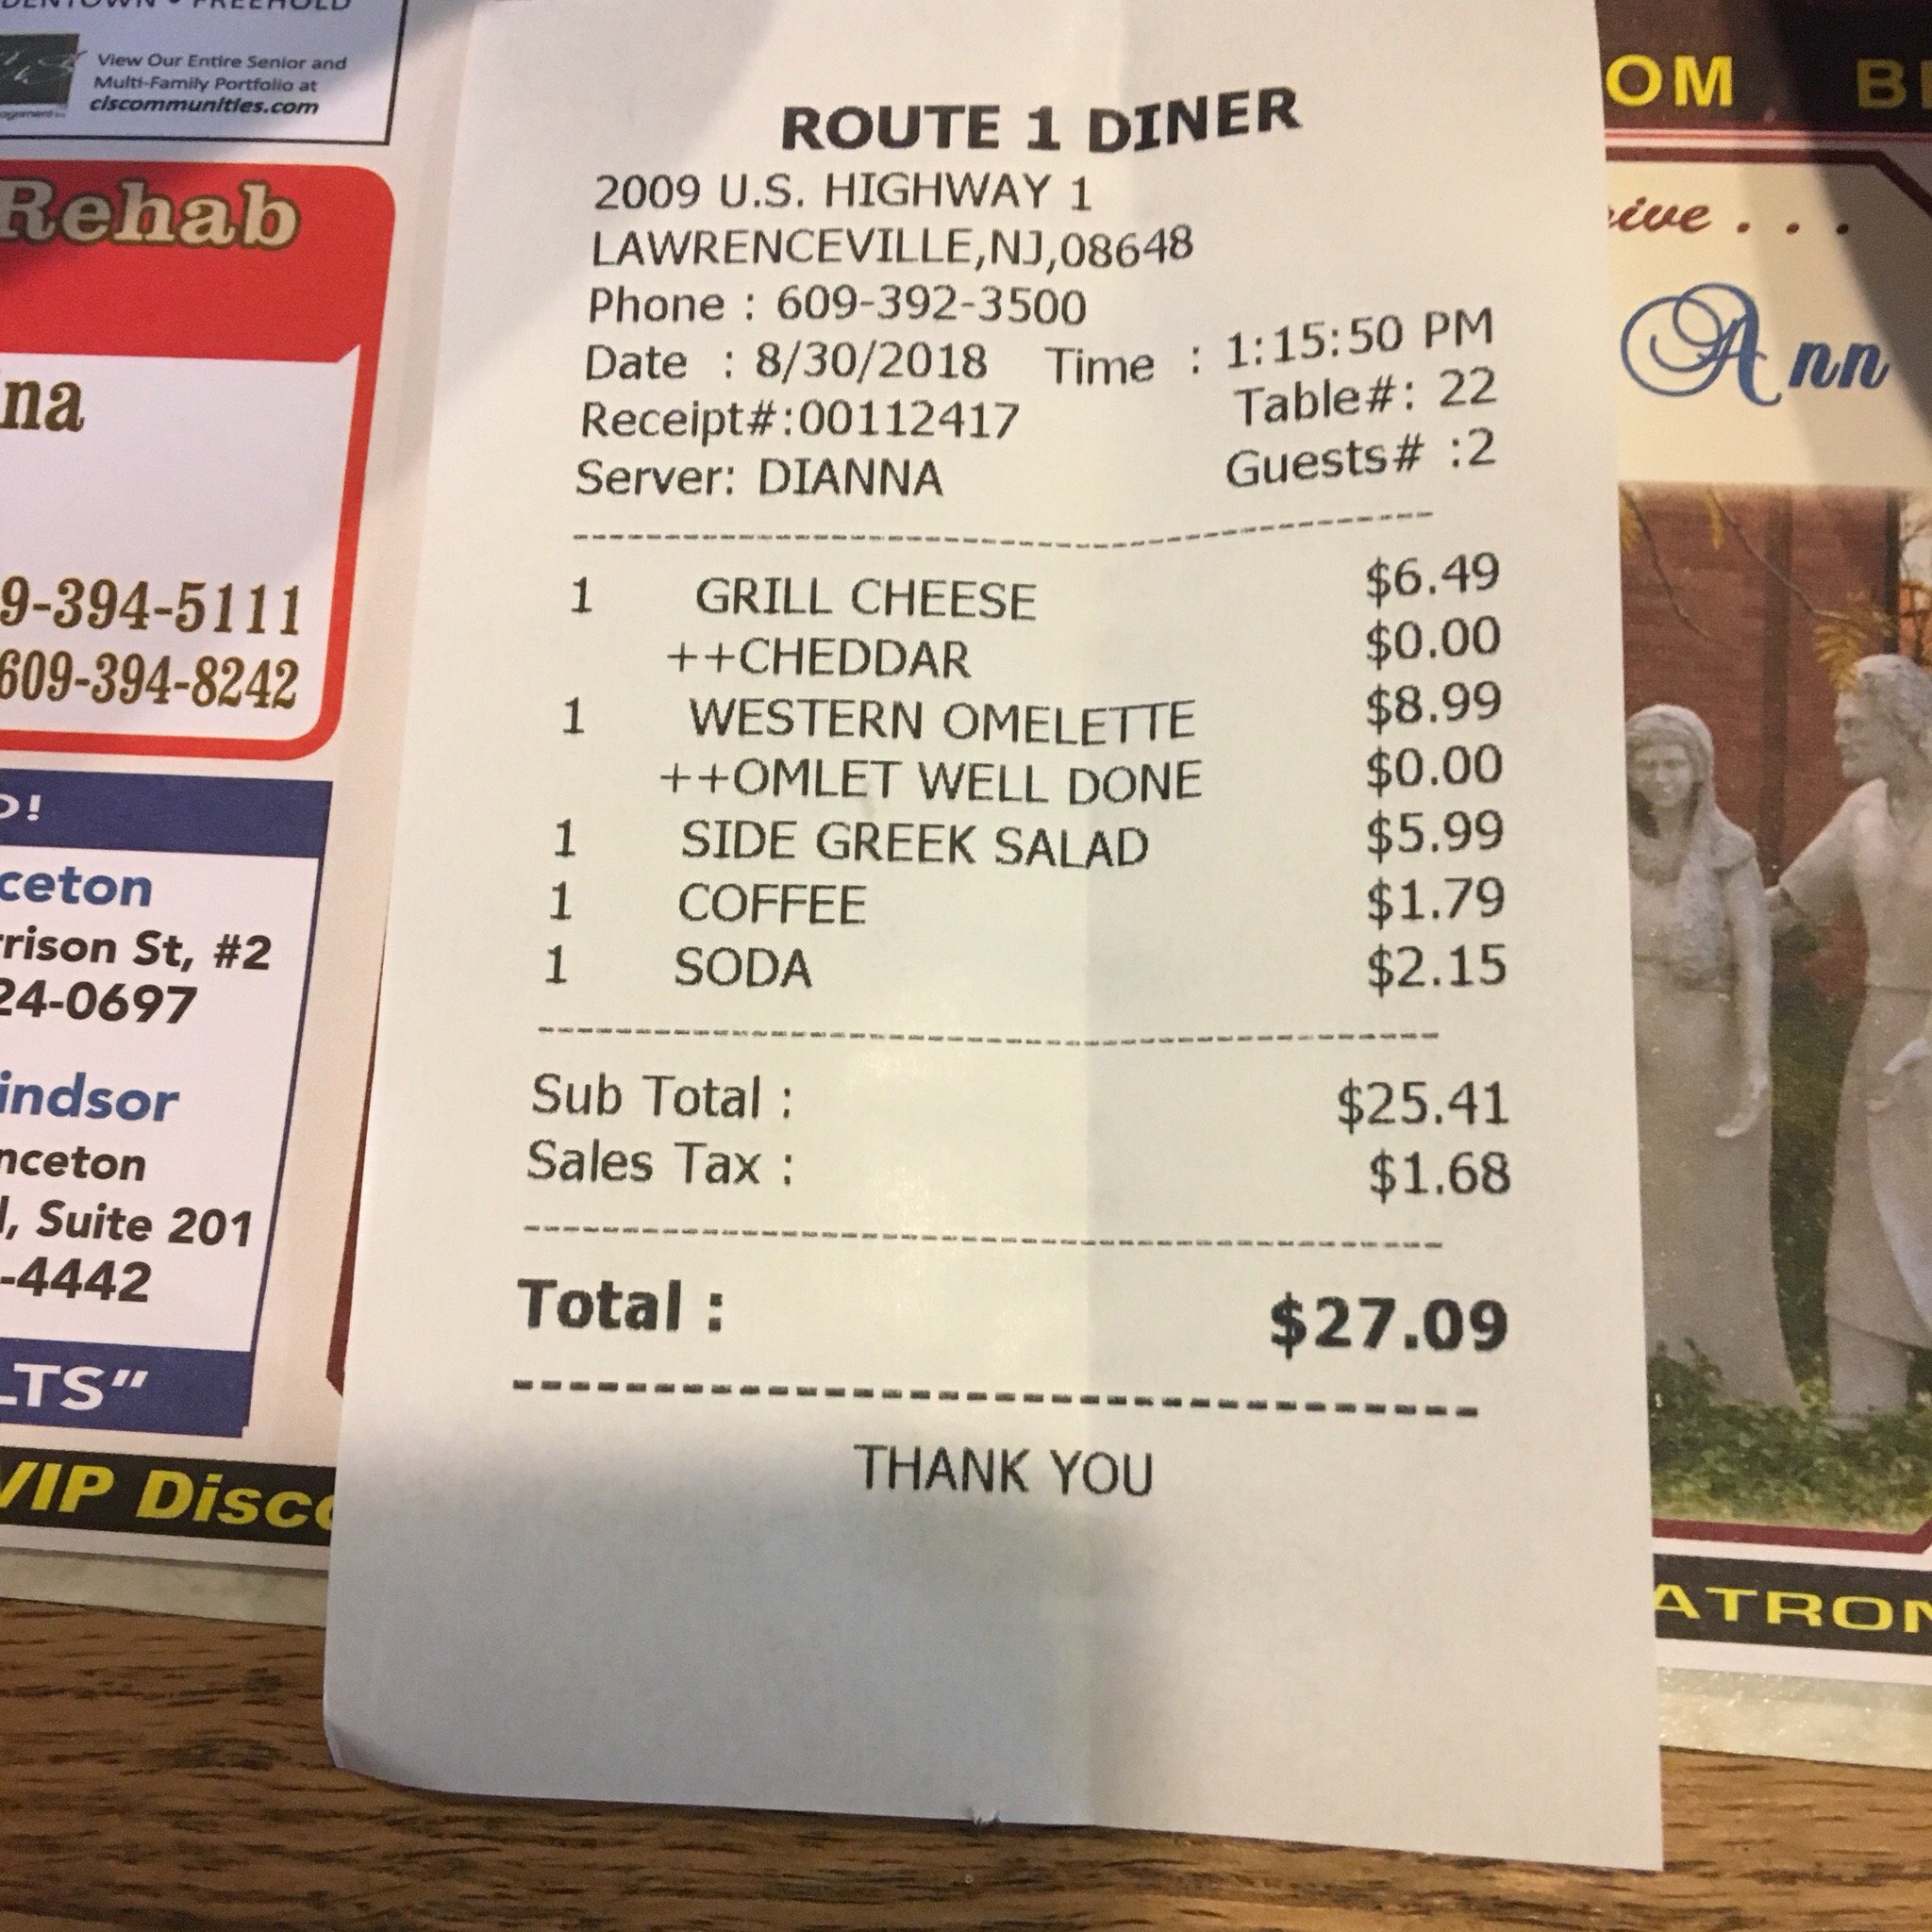 View Our Entire Senior and
Multi-Family Portfolio at
ciscommunities.com
Rehab
na
9-394-5111
609-394-8242
ceton
rison St, #2
24-0697
indsor
nceton
, Suite 201
-4442
LTS”
VIP
ROUTE 1 DINER
2009 U.S. HIGHWAY 1
LAWRENCEVILLE,NJ,08648
Phone : 609-392-3500
Date : 8/30/2018 Time : 1:15:50 PM
Receipt#:00112417 Table#: 22
Server: DIANNA Guests# :2
1 GRILL CHEESE $6.49
++CHEDDAR $0.00
1 WESTERN OMELETTE $8.99
++OMLET WELL DONE $0.00
1 SIDE GREEK SALAD $5.99
1 COFFEE $1.79
1 SODA $2.15
Sub Total : $25.41
Sales Tax : $1.68
Total : $27.09
THANK YOU
OM
ive . . .
Ann
ATRON